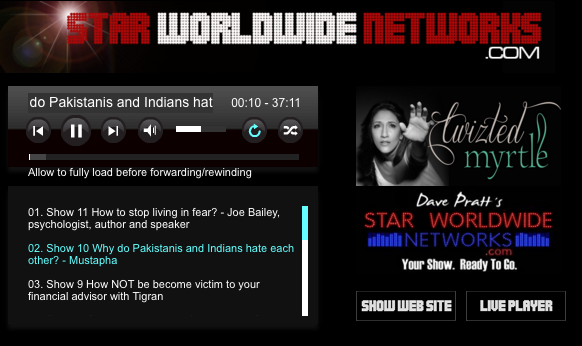 STAR WORLDWIDE NETWORKS
.COM
do Pakistanis and Indians hat
00:10 - 37:11
Allow to fully load before forwarding/rewinding
01. Show 11 How to stop living in fear? - Joe Bailey,
psychologist, author and speaker
02. Show 10 Why do Pakistanis and Indians hate each
other? - Mustapha
03. Show 9 How NOT be become victim to your
financial advisor with Tigran
twizted
myrtle
Dave Pratt's
STAR WORLDWIDE
NETWORKS
.com
Your Show. Ready To Go.
SHOW WEB SITE
LIVE PLAYER